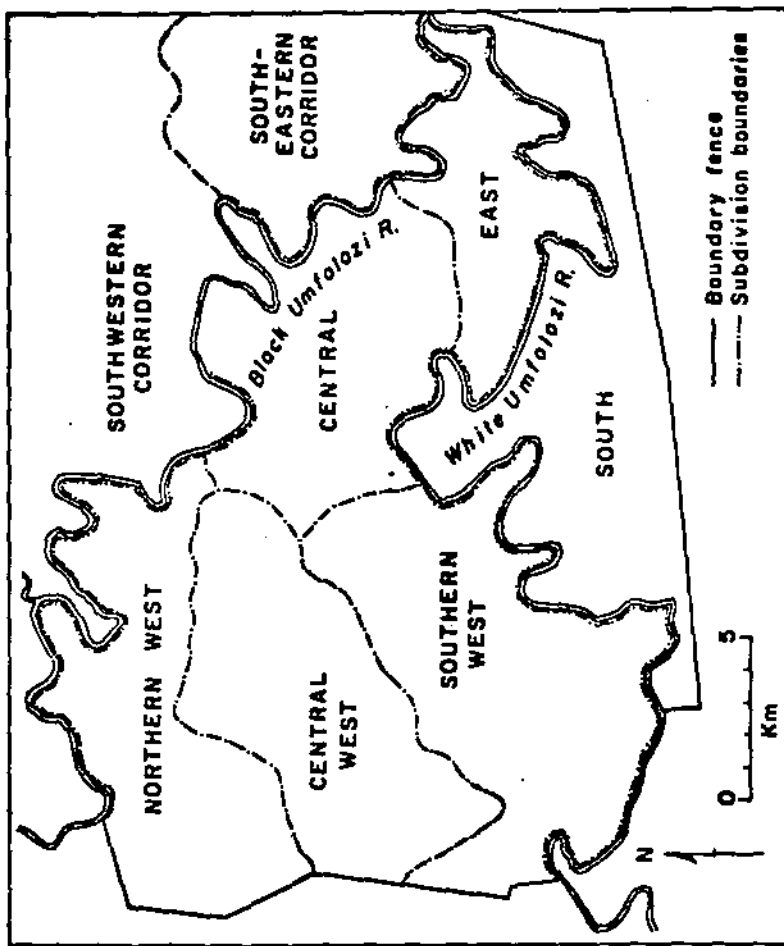 SOUTHWESTERN
CORRIDOR
SOUTH-
EASTERN
CORRIDOR
NORTHERN WEST
Black Umfolozi R.
CENTRAL
CENTRAL
WEST
EAST
SOUTHERN
WEST
White Umfolozi R.
SOUTH
N
0 5
Km
Boundary fence
Subdivision boundaries